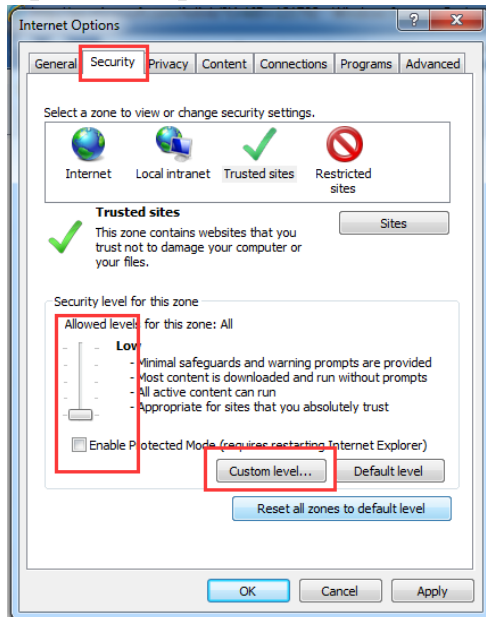 Internet Options
?
X
General Security Privacy Content Connections Programs Advanced
Select a zone to view or change security settings.
Internet Local intranet Trusted sites Restricted
sites
Trusted sites
Sites
This zone contains websites that you
trust not to damage your computer or
your files.
Security level for this zone
Allowed levels for this zone: All
Low
- Minimal safeguards and warning prompts are provided
- Most content is downloaded and run without prompts
- All active content can run
- Appropriate for sites that you absolutely trust
Enable Protected Mode (requires restarting Internet Explorer)
Custom level... Default level
Reset all zones to default level
OK Cancel Apply